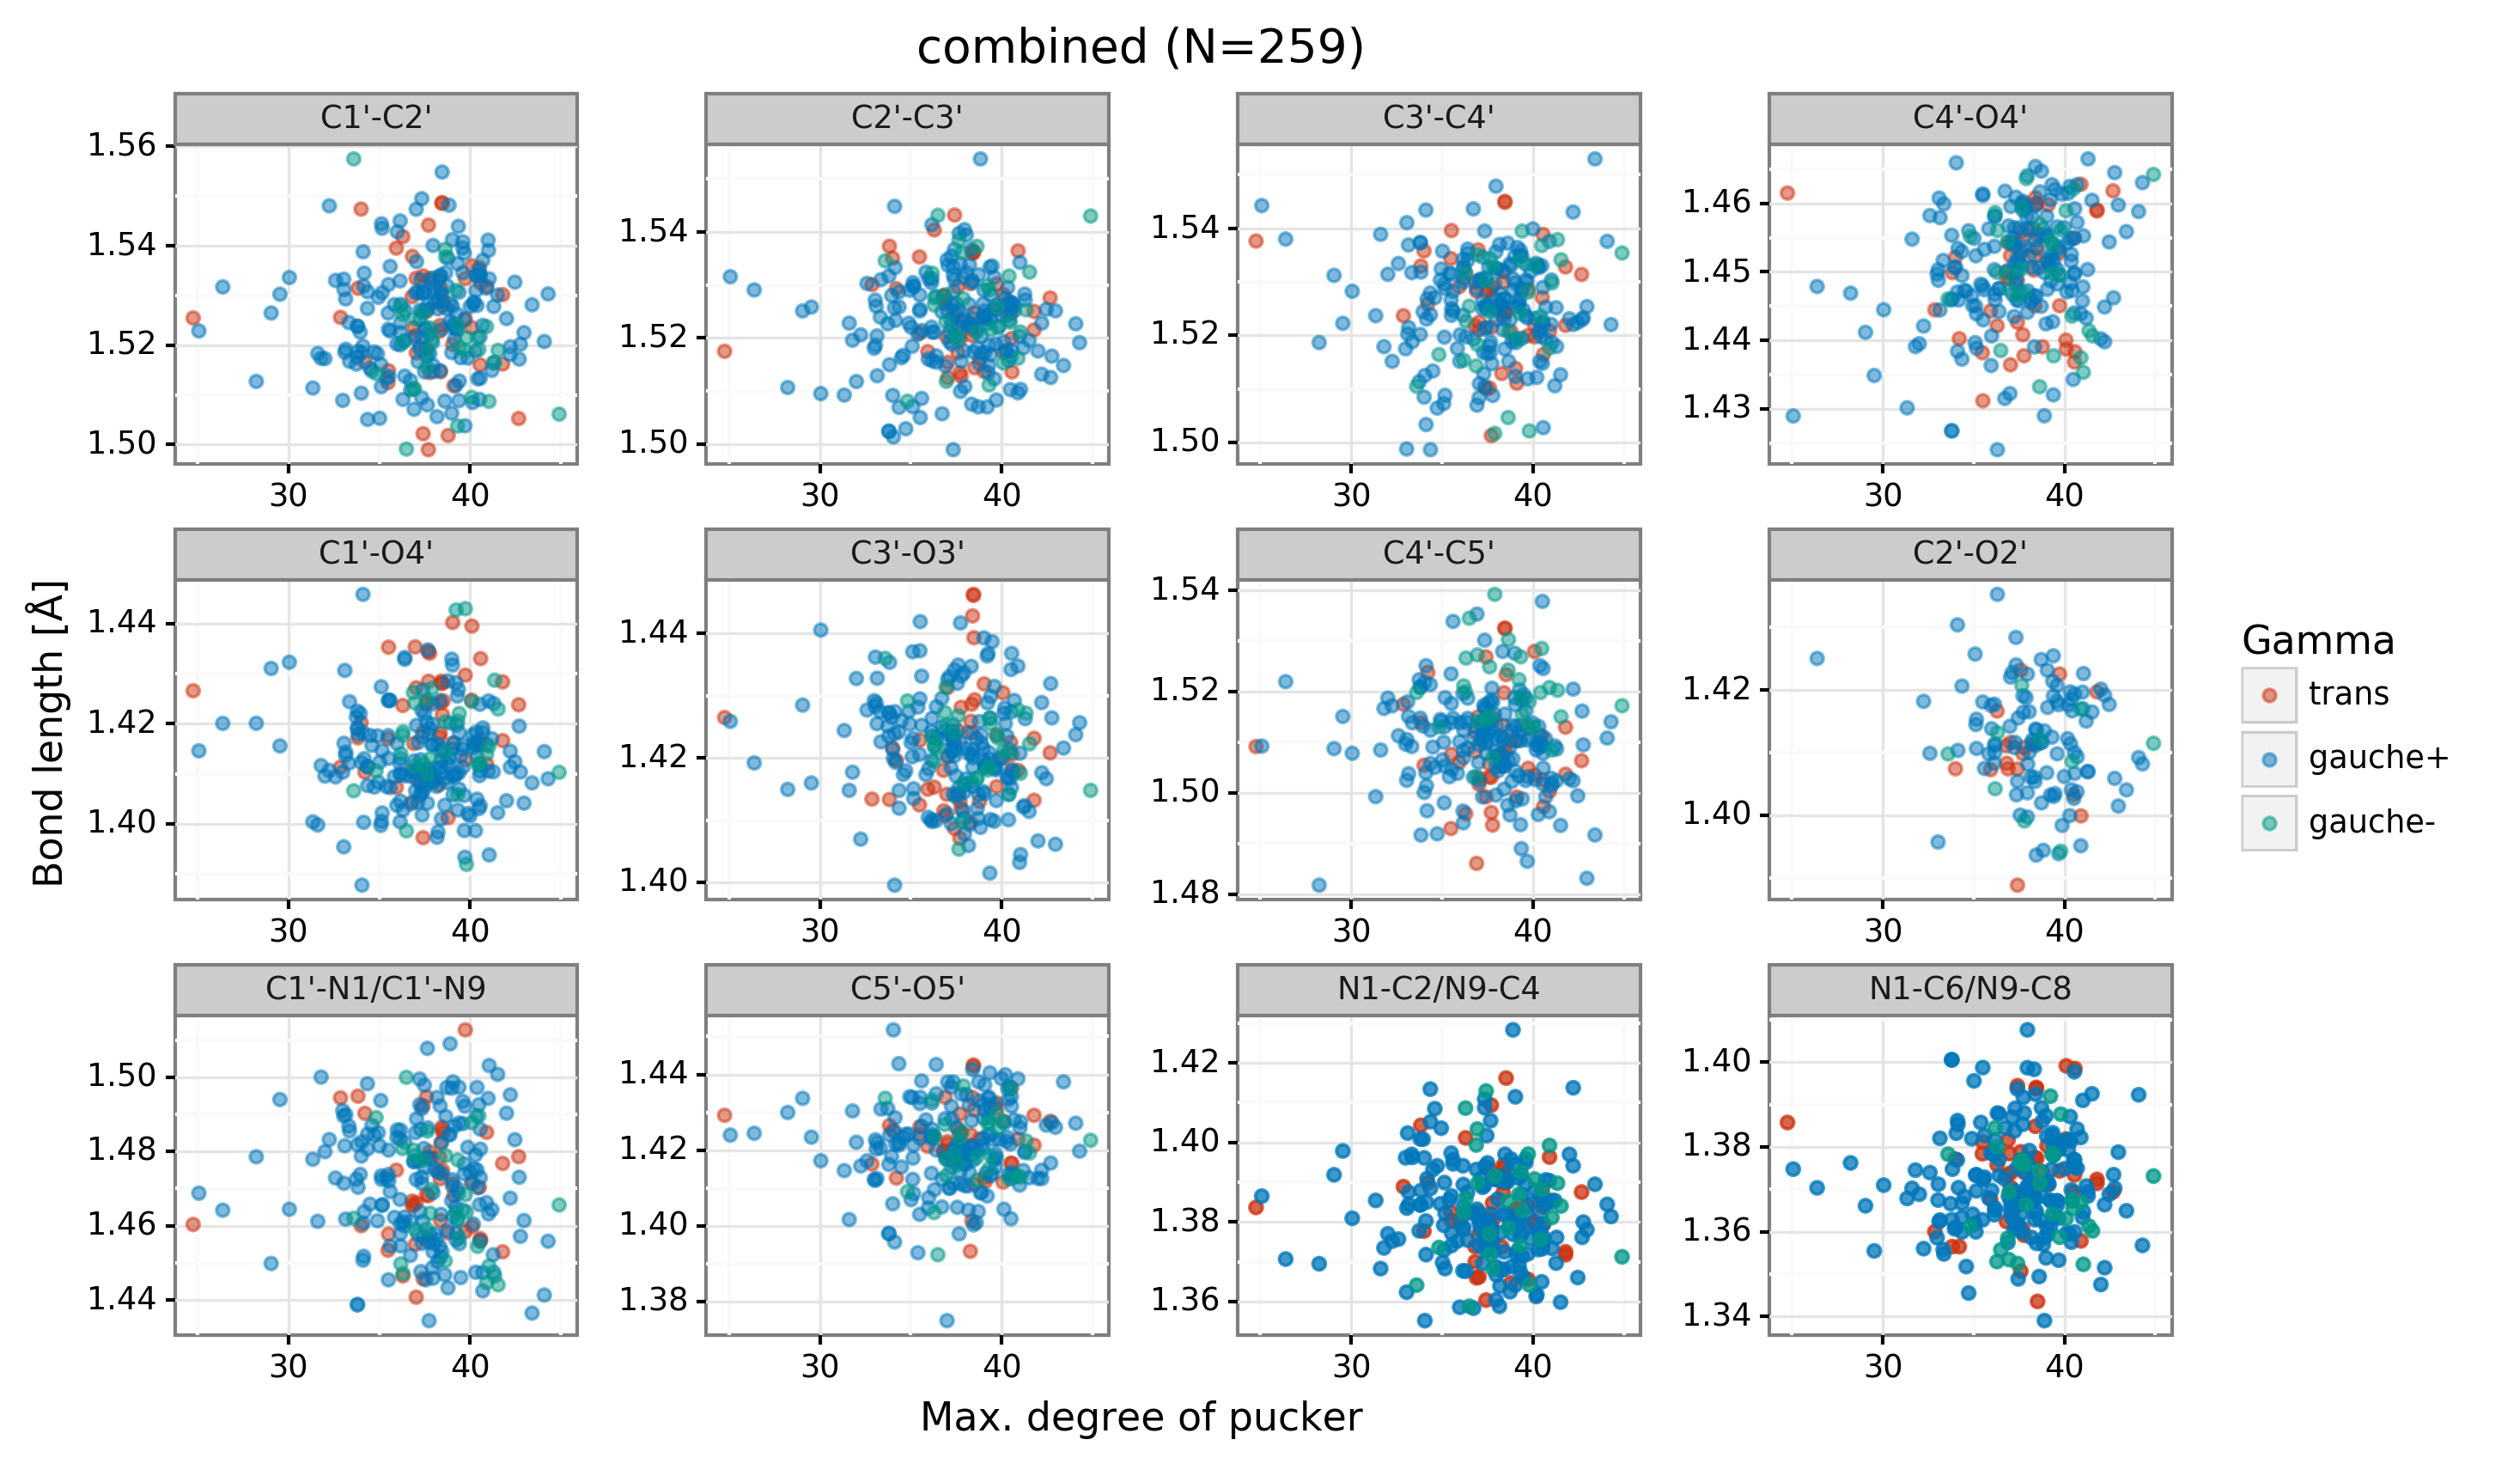 combined (N=259)
C1'-C2'
C2'-C3'
C3'-C4'
C4'-O4'
1.56
1.54
1.52
1.50
1.54
1.52
1.50
1.54
1.52
1.50
1.46
1.45
1.44
1.43
30 40
30 40
30 40
30 40
C1'-O4'
C3'-O3'
C4'-C5'
C2'-O2'
1.44
1.42
1.40
1.44
1.42
1.40
1.54
1.52
1.50
1.48
1.42
1.40
30 40
30 40
30 40
30 40
C1'-N1/C1'-N9
C5'-O5'
N1-C2/N9-C4
N1-C6/N9-C8
1.50
1.48
1.46
1.44
1.44
1.42
1.40
1.38
1.42
1.40
1.38
1.36
1.40
1.38
1.36
1.34
30 40
30 40
30 40
30 40
Bond length [Å]
Max. degree of pucker
Gamma
trans
gauche+
gauche-